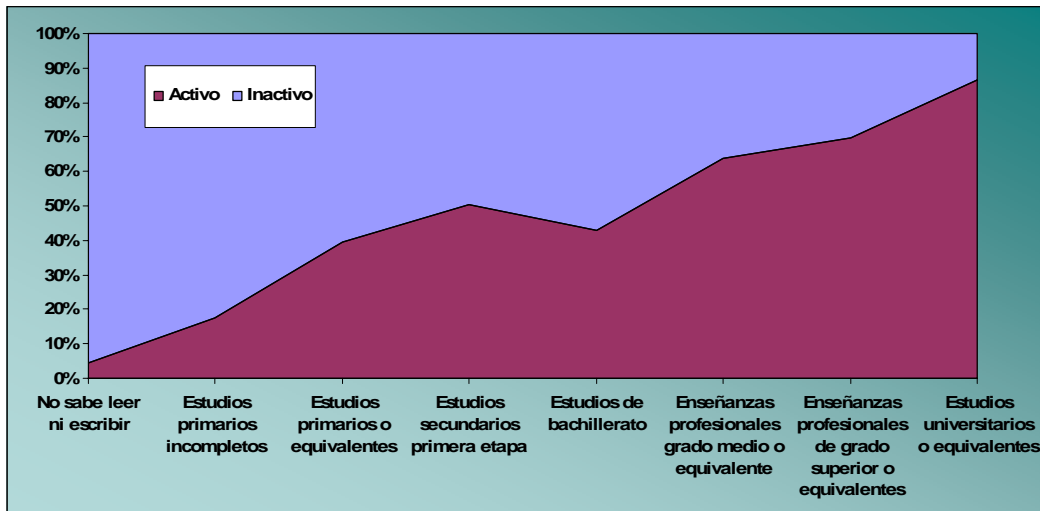 100%
90%
80%
70%
60%
50%
40%
30%
20%
10%
0%
Activo Inactivo
No sabe leer
ni escribir
Estudios
primarios
incompletos
Estudios
primarios o
equivalentes
Estudios
secundarios
primera etapa
Estudios de
bachillerato
Enseñanzas
profesionales
grado medio o
equivalente
Enseñanzas
profesionales
de grado
superior o
equivalentes
Estudios
universitarios
o equivalentes